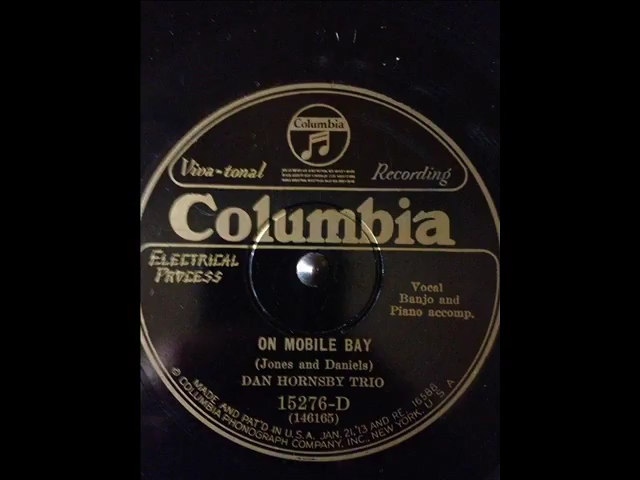 Columbia
Viva-tonal Recording
Columbia
ELECTRICAL
PROCESS
Vocal
Banjo and
Piano accomp.
ON MOBILE BAY
(Jones and Daniels)
DAN HORNSBY TRIO
15276-D
(146165)
MADE AND PAT'D IN U.S.A. JAN. 21,'13 AND RE. 16588
© COLUMBIA PHONOGRAPH COMPANY, INC., NEW YORK, U S A